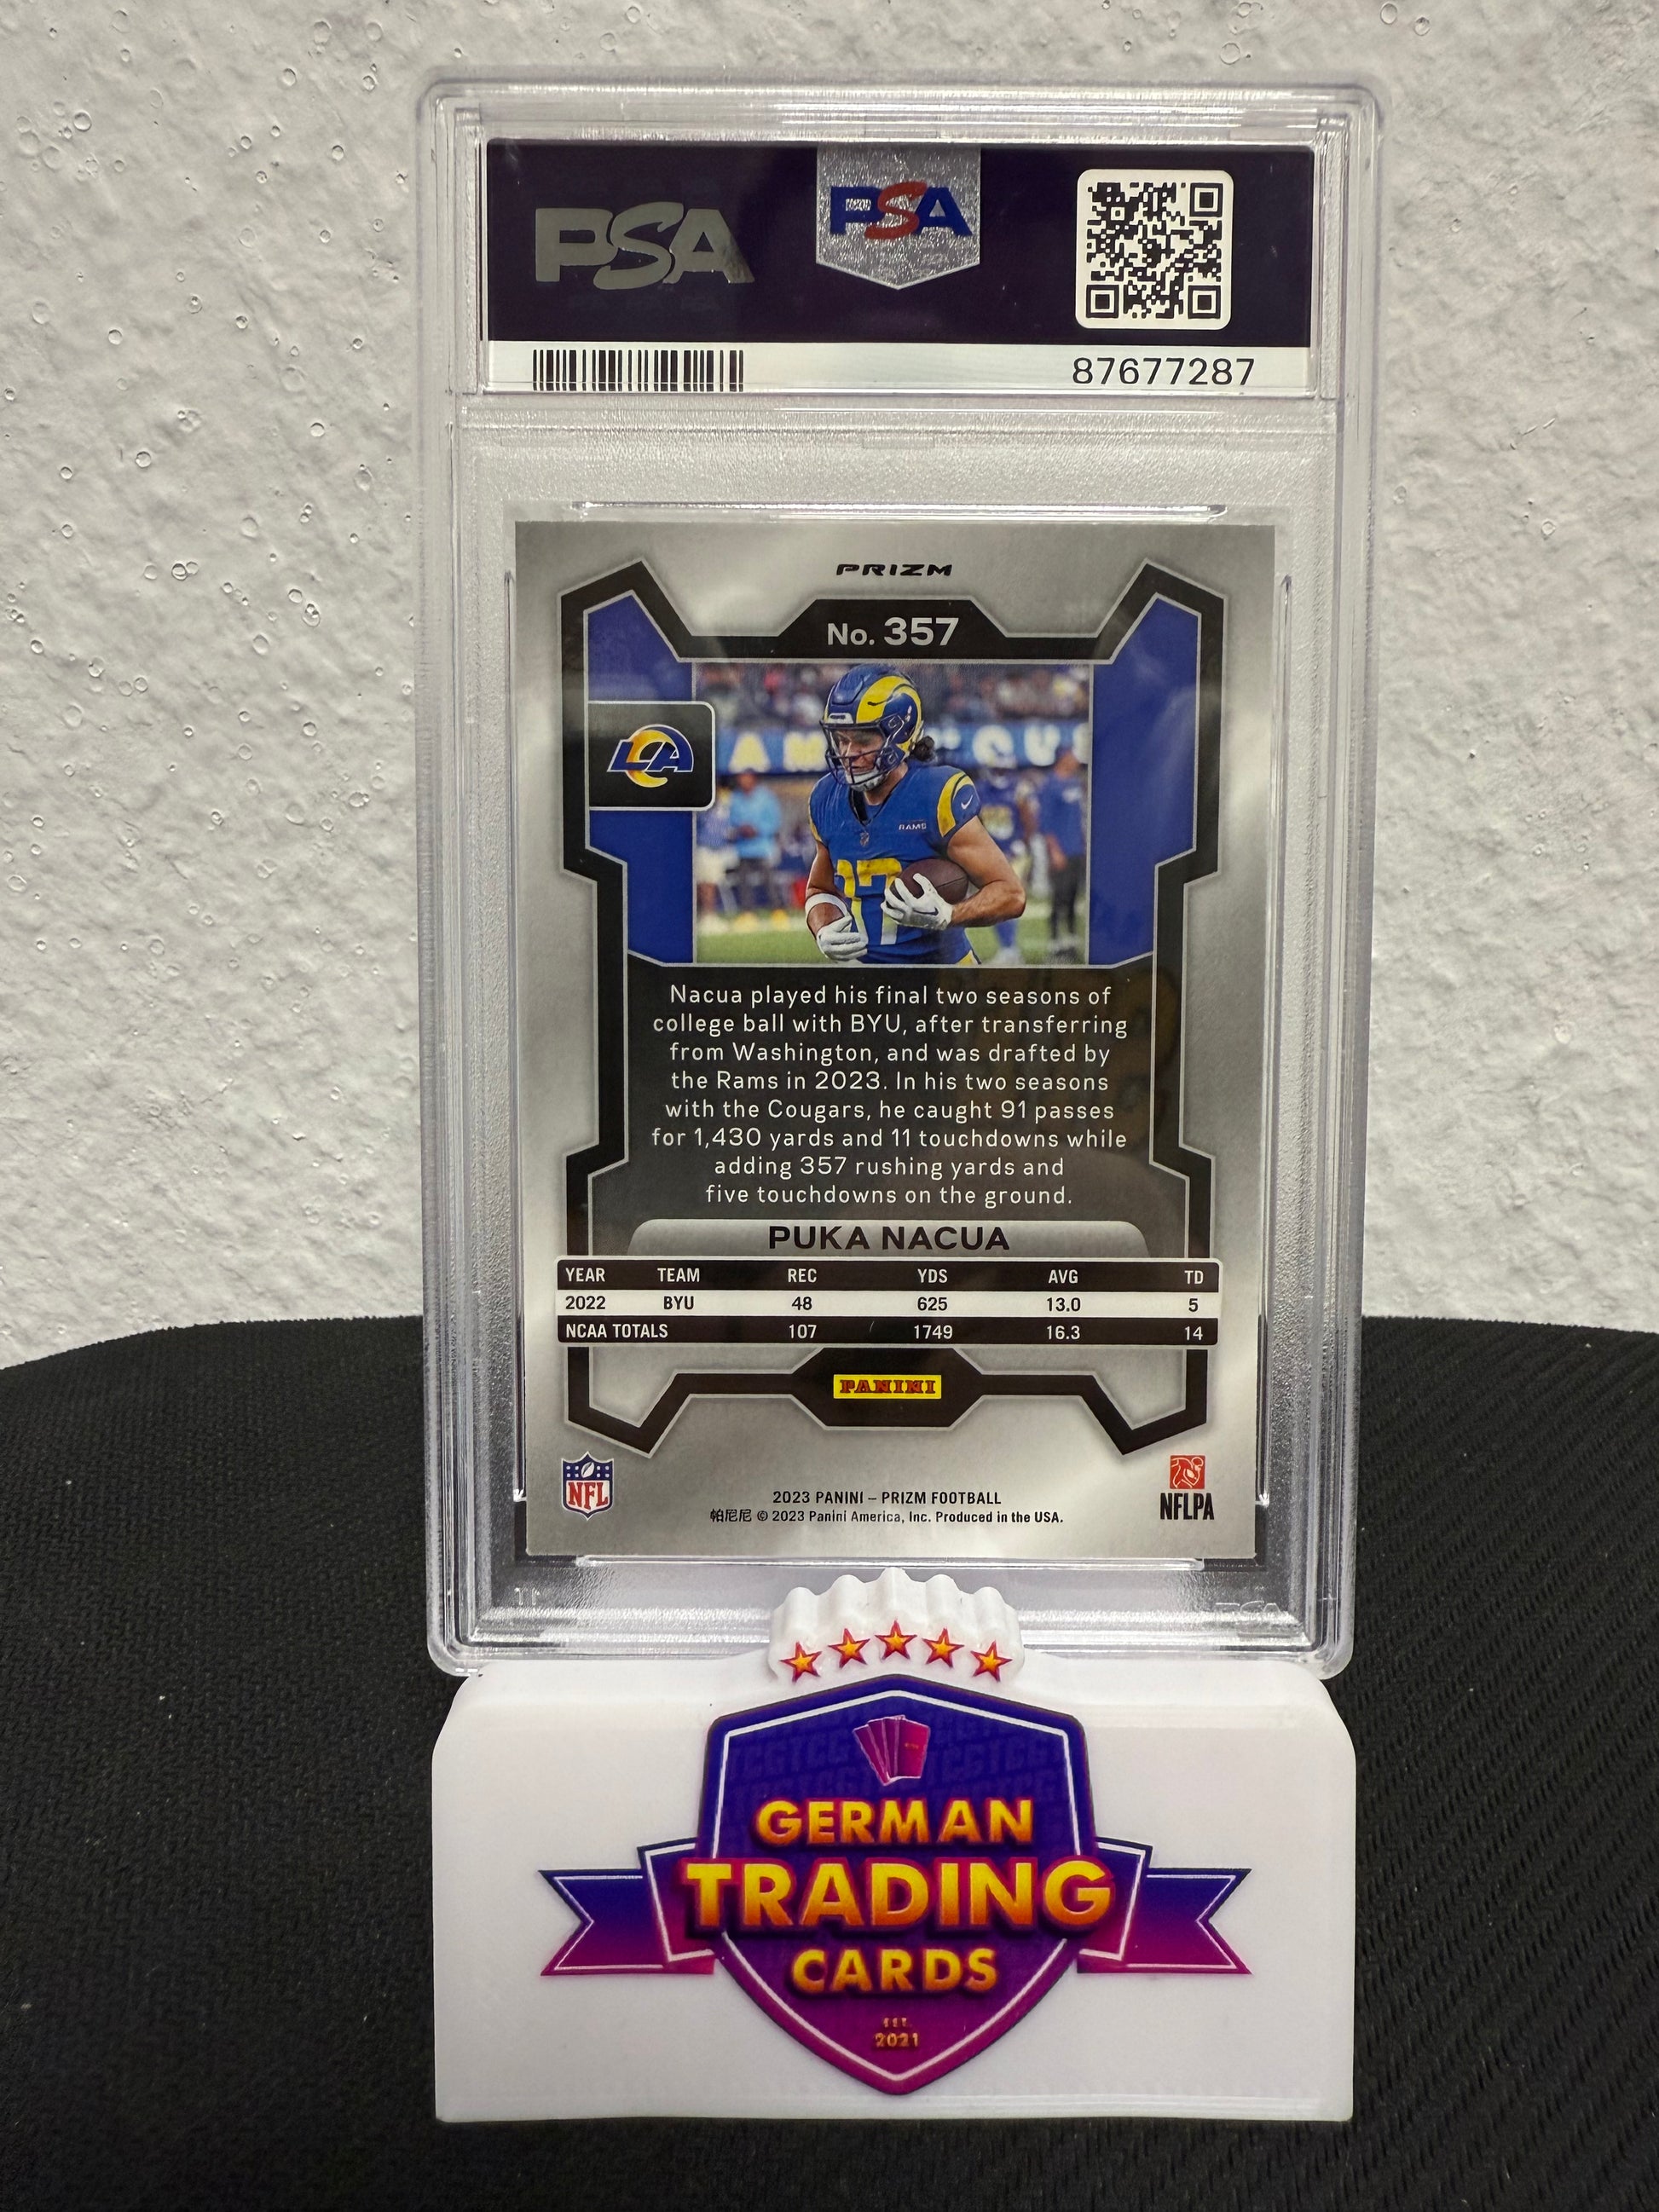 PSA
PSA
87677287
PRIZM
No. 357
LA
RAMS
17
Nacua played his final two seasons of
college ball with BYU, after transferring
from Washington, and was drafted by
the Rams in 2023. In his two seasons
with the Cougars, he caught 91 passes
for 1,430 yards and 11 touchdowns while
adding 357 rushing yards and
five touchdowns on the ground.
PUKA NACUA
YEAR TEAM REC YDS AVG TD
2022 BYU 48 625 13.0 5
NCAA TOTALS 107 1749 16.3 14
PANINI
NFL
NFLPA
2023 PANINI – PRIZM FOOTBALL
帕尼尼 © 2023 Panini America, Inc. Produced in the USA.
PSA
GERMAN
TRADING
CARDS
EST.
2021